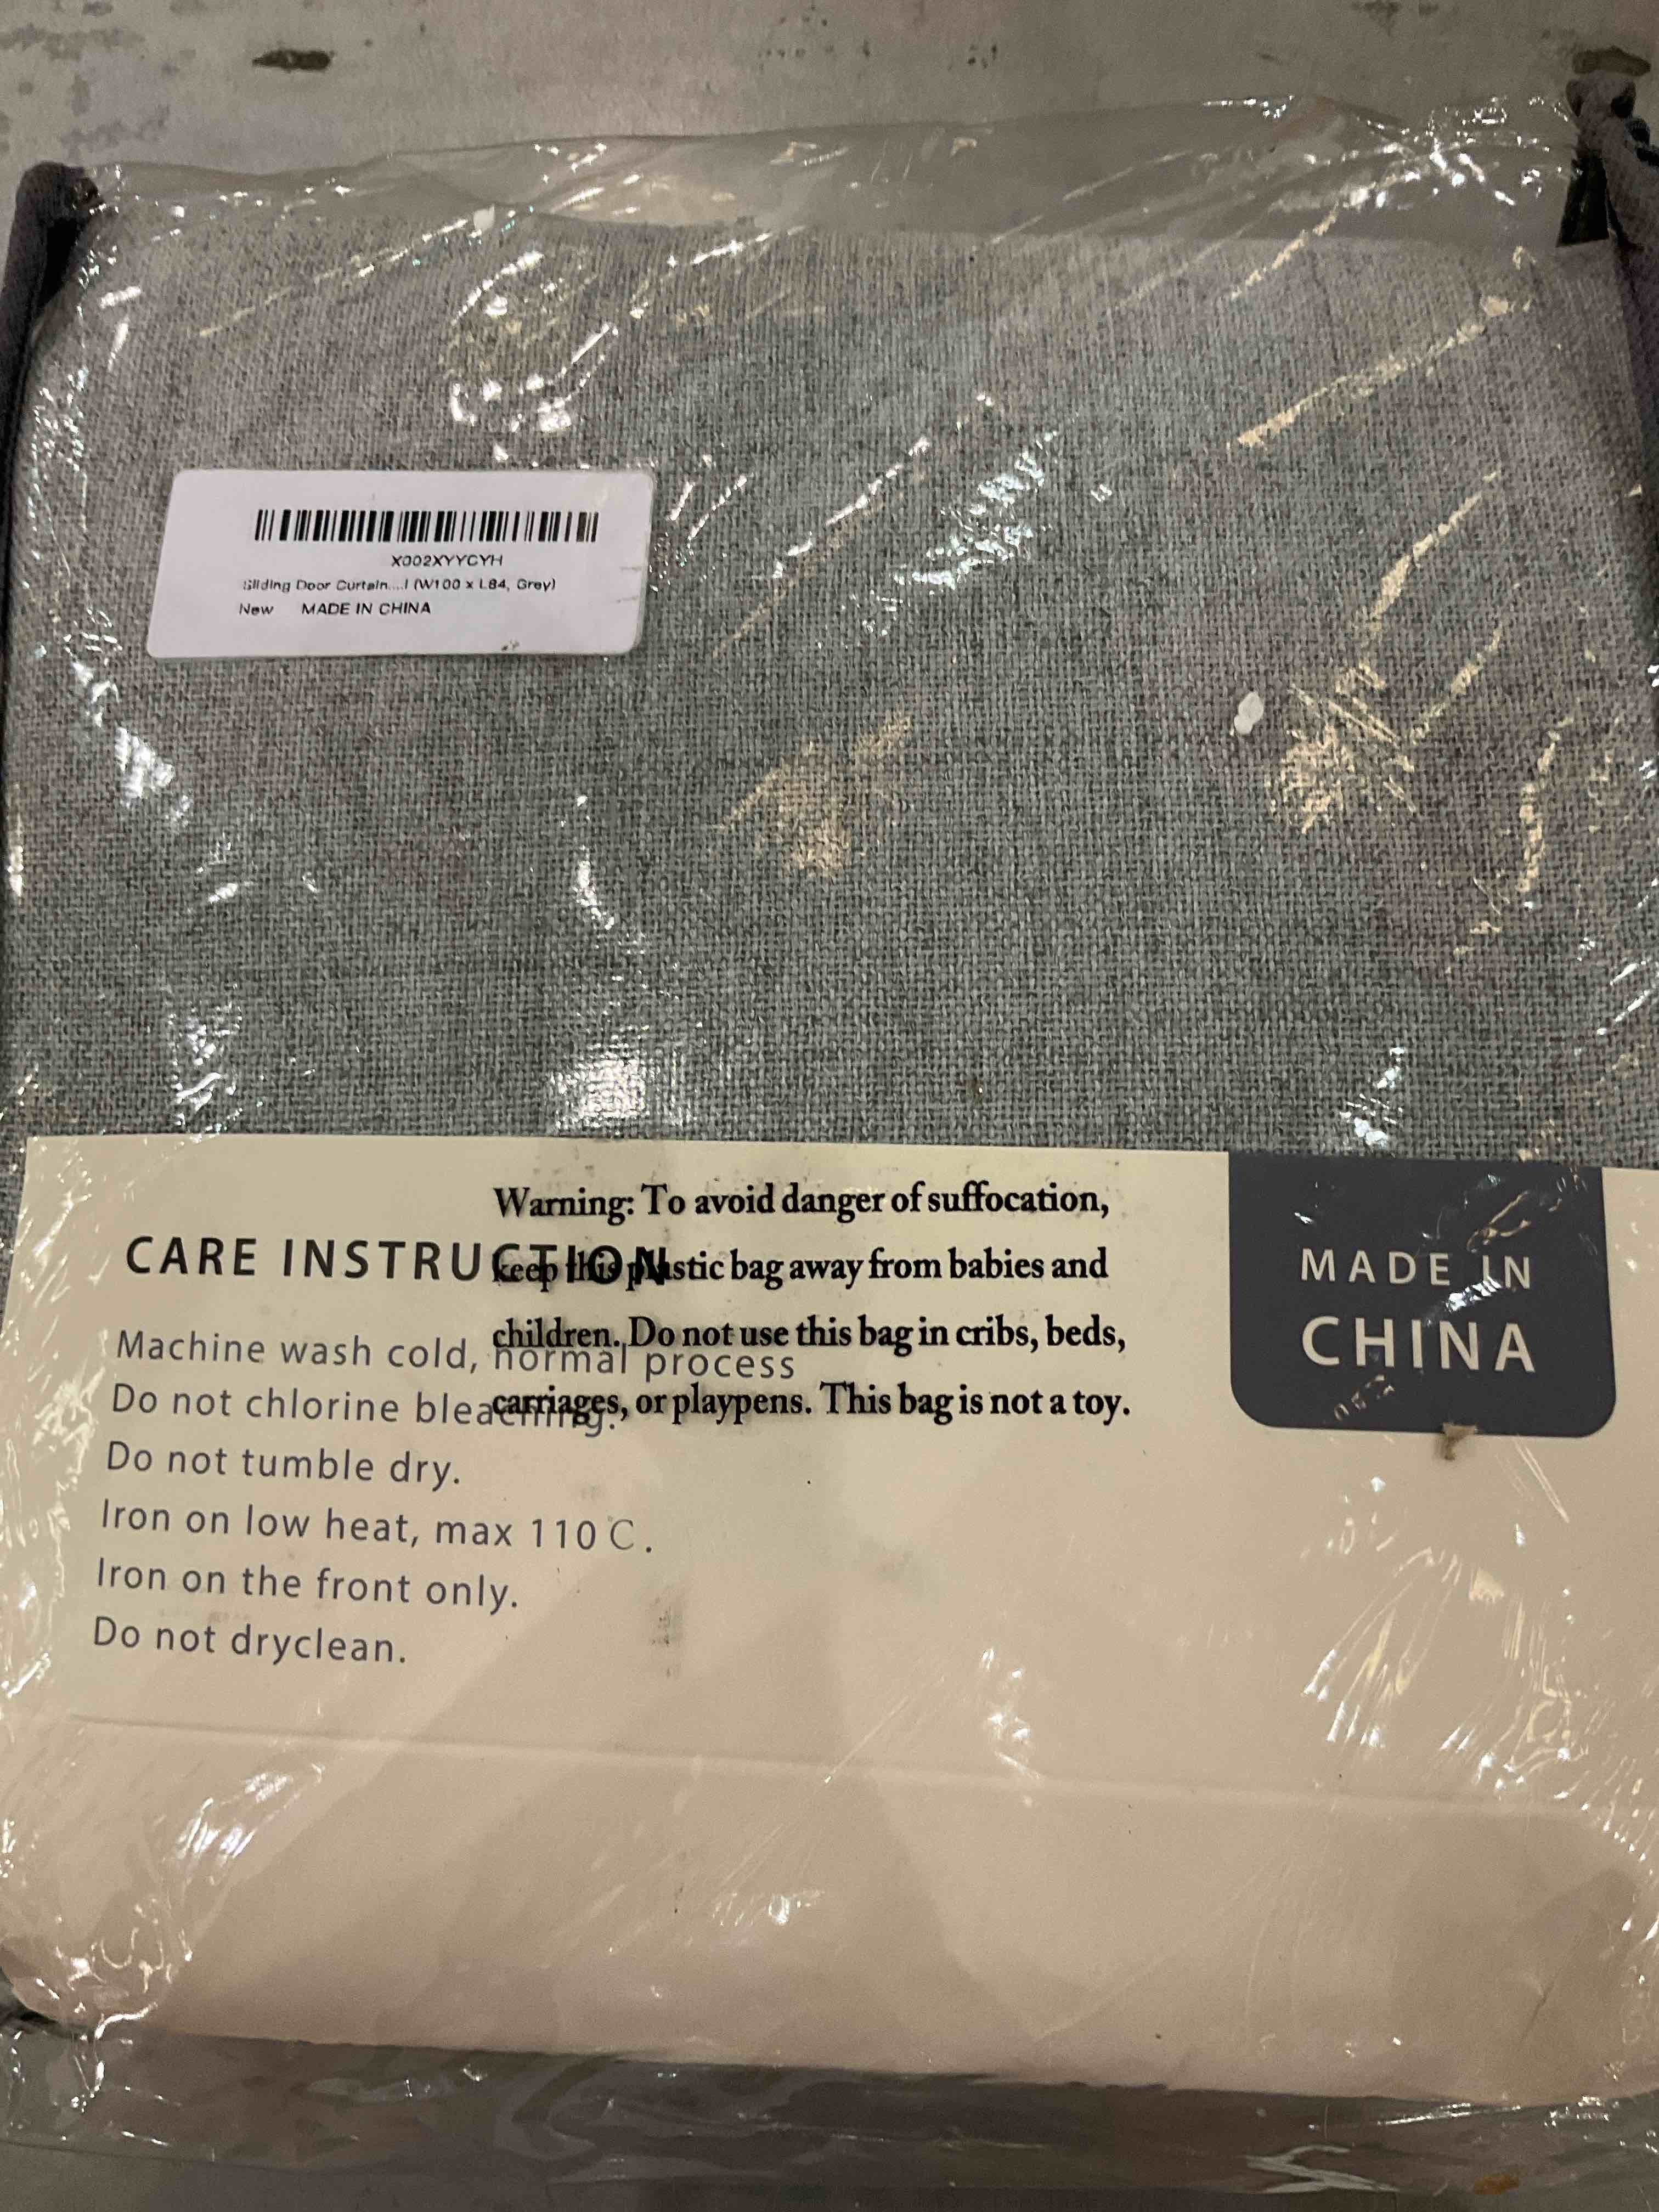 X002XYYCYH
Sliding Door Curtain....l (W100 x L84, Grey)
New MADE IN CHINA
Warning: To avoid danger of suffocation,
keep this plastic bag away from babies and
children. Do not use this bag in cribs, beds,
carriages, or playpens. This bag is not a toy.
CARE INSTRUCTION
Machine wash cold, normal process
Do not chlorine bleaching.
Do not tumble dry.
Iron on low heat, max 110℃.
Iron on the front only.
Do not dryclean.
MADE IN
CHINA